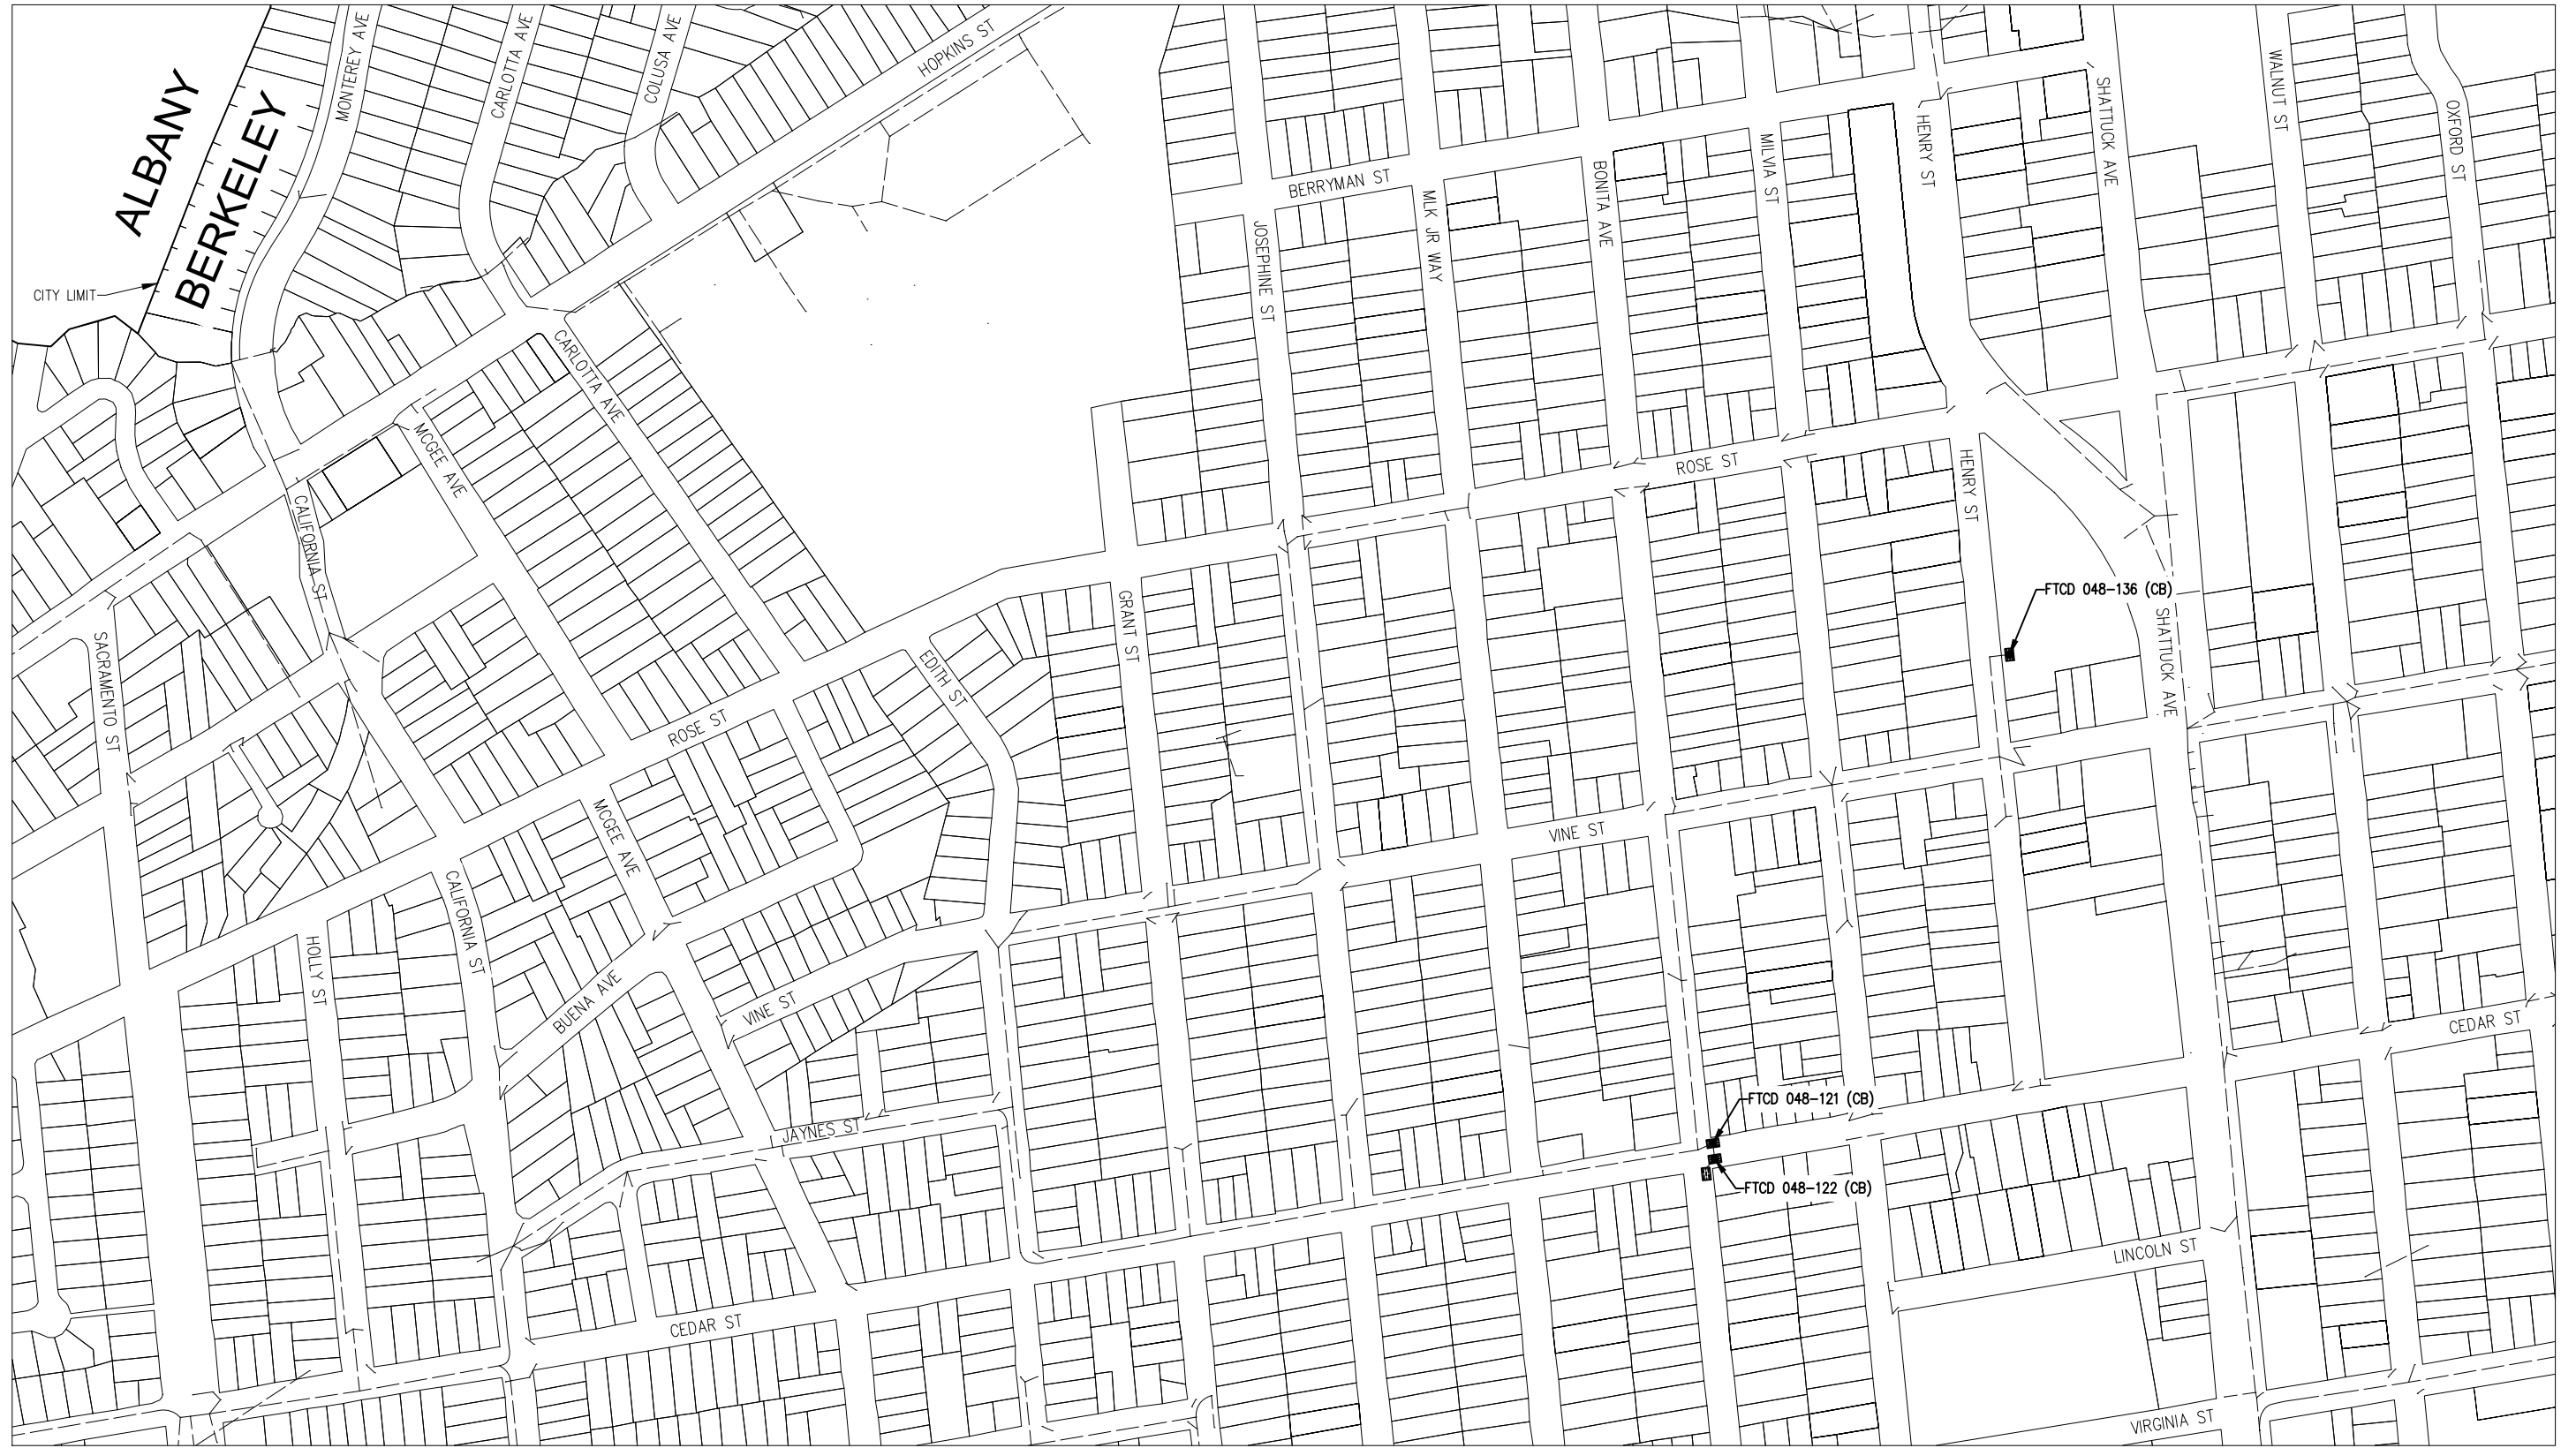 MONTEREY AVE
CARLOTTA AVE
COLUSA AVE
HOPKINS ST
ALBANY
BERKELEY
CITY LIMIT
SHATTUCK AVE
WALNUT ST
OXFORD ST
HENRY ST
MILVIA ST
BONITA AVE
BERRYMAN ST
MLK JR WAY
JOSEPHINE ST
CARLOTTA AVE
MCGEE AVE
CALIFORNIA ST
ROSE ST
HENRY ST
FTCD 048-136 (CB)
SHATTUCK AVE
GRANT ST
EDITH ST
SACRAMENTO ST
ROSE ST
MCGEE AVE
VINE ST
CALIFORNIA ST
HOLLY ST
BUENA AVE
VINE ST
CEDAR ST
FTCD 048-121 (CB)
JAYNES ST
FTCD 048-122 (CB)
LINCOLN ST
CEDAR ST
VIRGINIA ST